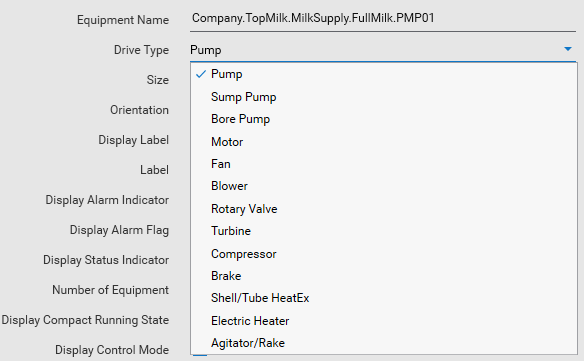 Equipment Name Company.TopMilk.MilkSupply.FullMilk.PMP01
Drive Type Pump
Size Pump
Sump Pump
Orientation Bore Pump
Display Label Motor
Label Fan
Blower
Display Alarm Indicator Rotary Valve
Display Alarm Flag Turbine
Display Status Indicator Compressor
Brake
Number of Equipment Shell/Tube HeatEx
Display Compact Running State Electric Heater
Display Control Mode Agitator/Rake